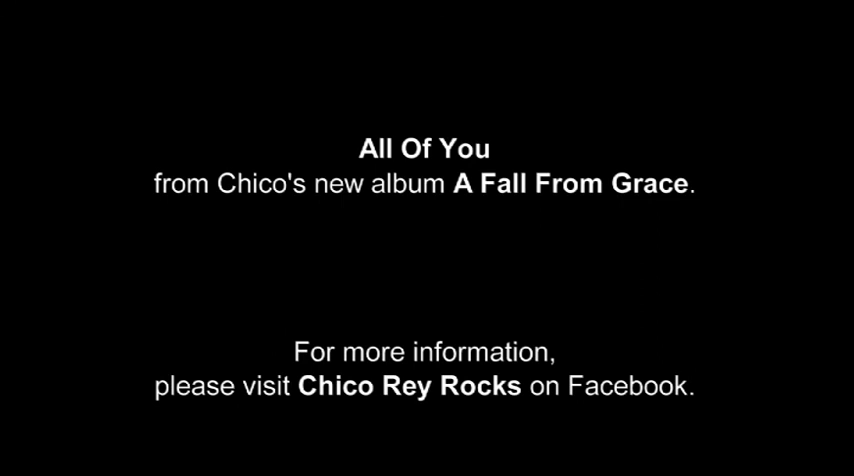 All Of You
from Chico's new album A Fall From Grace.
For more information,
please visit Chico Rey Rocks on Facebook.